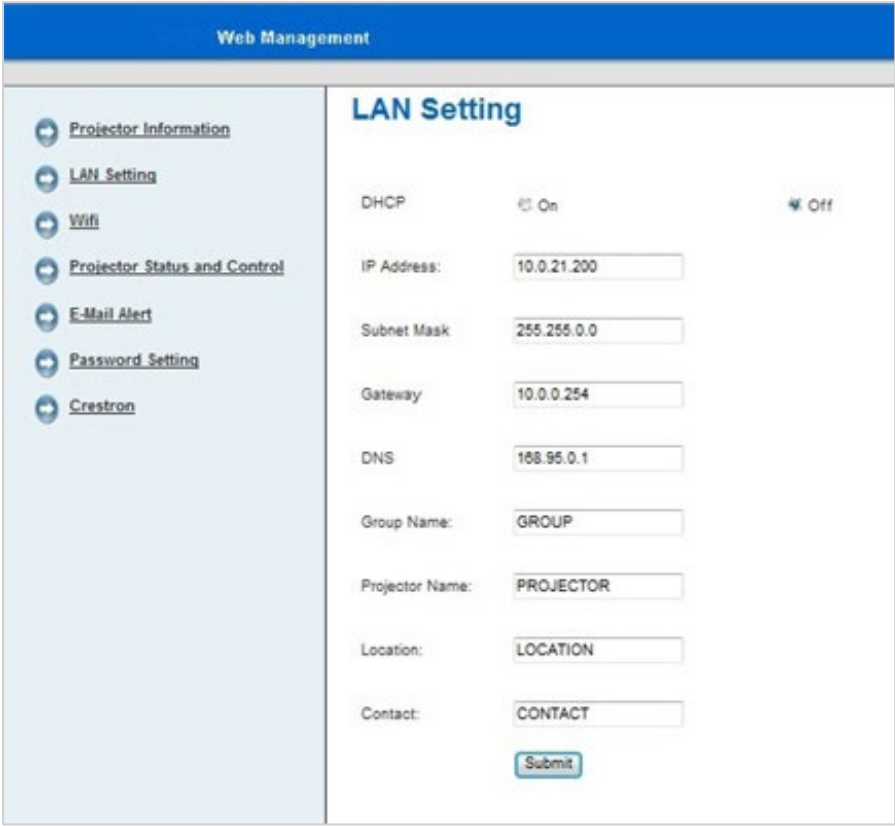 Web Management
Projector Information
LAN Setting
Wifi
Projector Status and Control
E-Mail Alert
Password Setting
Crestron
LAN Setting
DHCP On Off
IP Address: 10.0.21.200
Subnet Mask 255.255.0.0
Gateway 10.0.0.254
DNS 168.95.0.1
Group Name: GROUP
Projector Name: PROJECTOR
Location: LOCATION
Contact: CONTACT
Submit